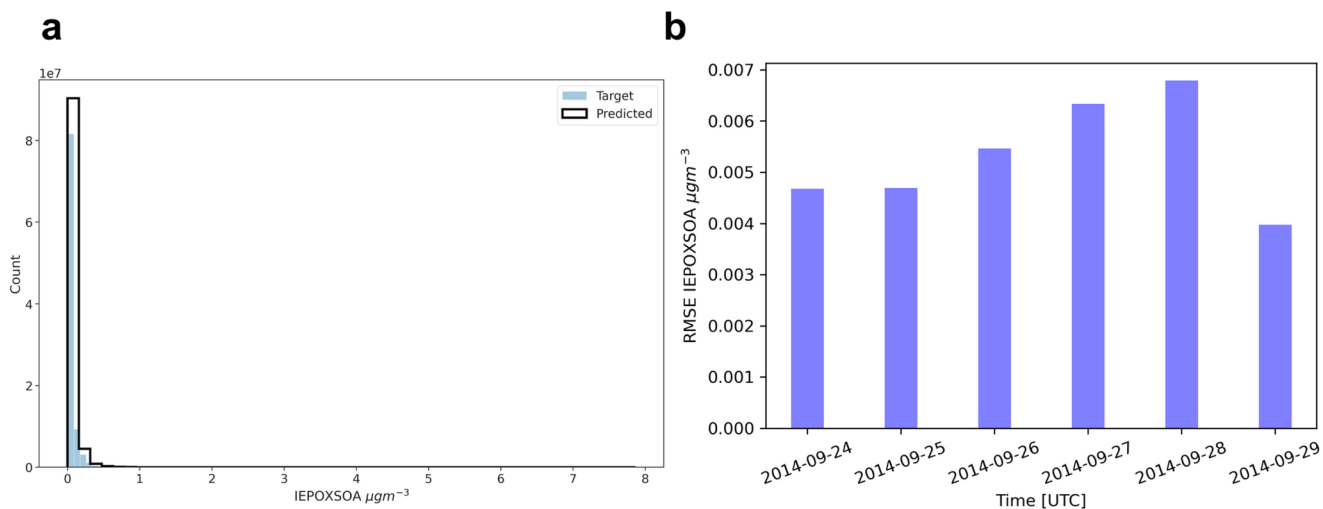 a
1e7
Target
Predicted
8
6
4
2
0
Count
0 1 2 3 4 5 6 7 8
IEPOXSOA μgm⁻³
b
0.007
0.006
0.005
0.004
0.003
0.002
0.001
0.000
RMSE IEPOXSOA μgm⁻³
2014-09-24 2014-09-25 2014-09-26 2014-09-27 2014-09-28 2014-09-29
Time [UTC]